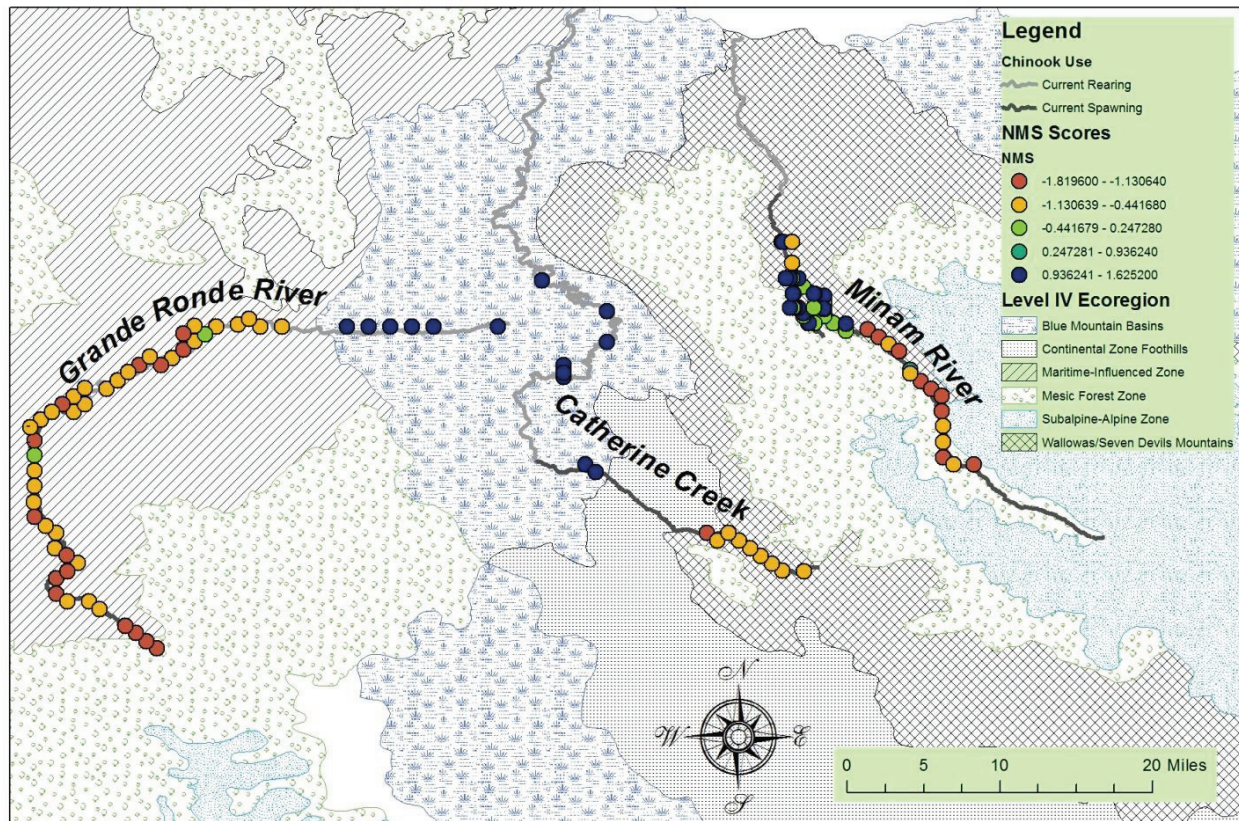 Legend
Chinook Use
Current Rearing
Current Spawning
NMS Scores
NMS
-1.819600 - -1.130640
-1.130639 - -0.441680
-0.441679 - 0.247280
0.247281 - 0.936240
0.936241 - 1.625200
Level IV Ecoregion
Blue Mountain Basins
Continental Zone Foothills
Maritime-Influenced Zone
Mesic Forest Zone
Subalpine-Alpine Zone
Wallowas/Seven Devils Mountains
Grande Ronde River
Minam River
Catherine Creek
N
W E
S
0 5 10 20 Miles